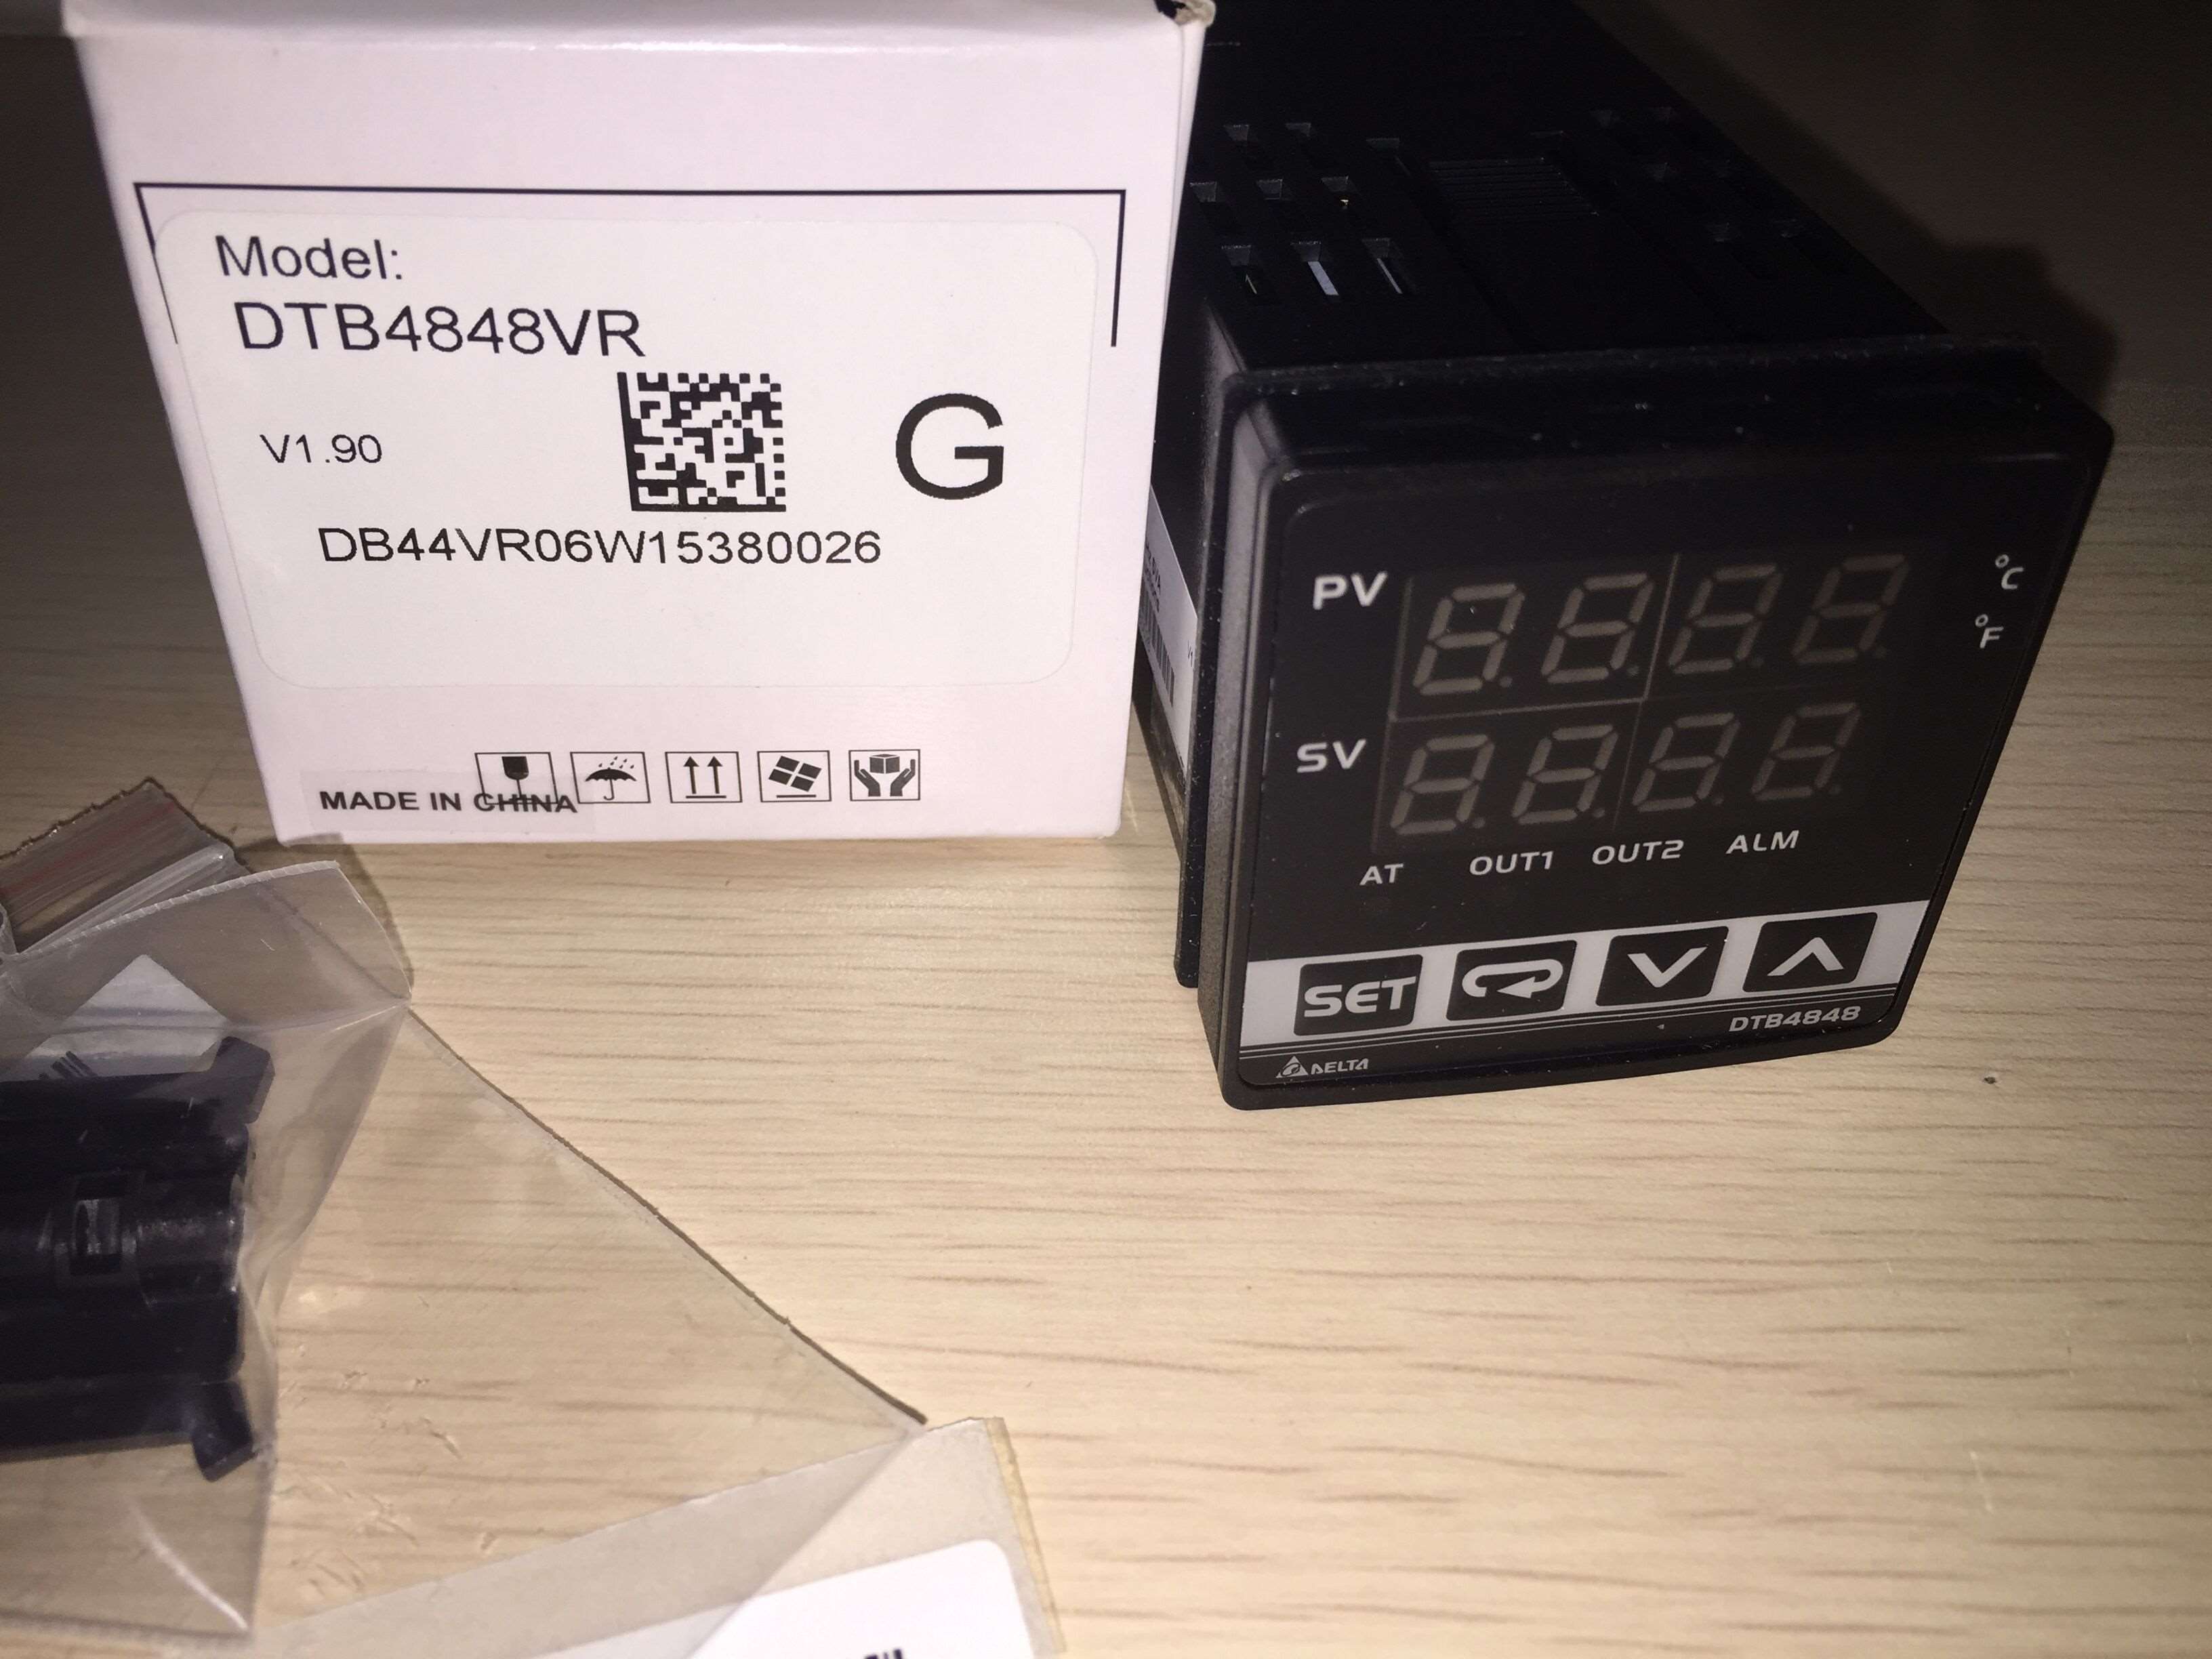 Model:
DTB4848VR
V1.90
G
DB44VR06W15380026
MADE IN CHINA
PV
°C
°F
SV
AT OUT1 OUT2 ALM
SET
DTB4848
DELTA